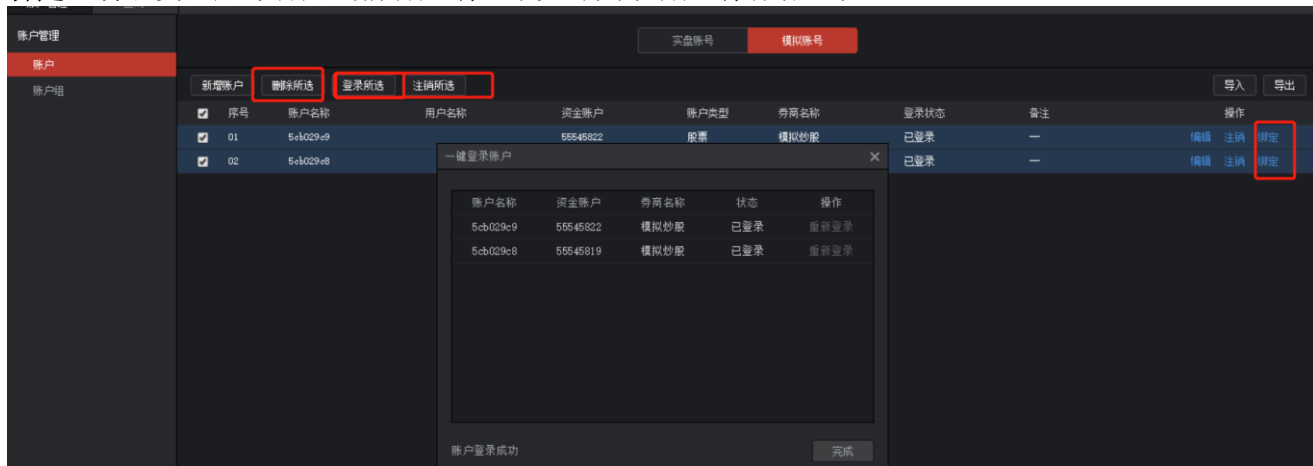 账户管理
实盘账号 模拟账号
账户
账户组
新增账户 删除所选 登录所选 注销所选 导入 导出
序号 账户名称 用户名称 资金账户 账户类型 券商名称 登录状态 备注 操作
01 5cb029c9 55545822 股票 模拟炒股 已登录 — 编辑 注销 绑定
02 5cb029c8 已登录 — 编辑 注销 绑定
一键登录账户
账户名称 资金账户 券商名称 状态 操作
5cb029c9 55545822 模拟炒股 已登录 重新登录
5cb029c8 55545819 模拟炒股 已登录 重新登录
账户登录成功 完成